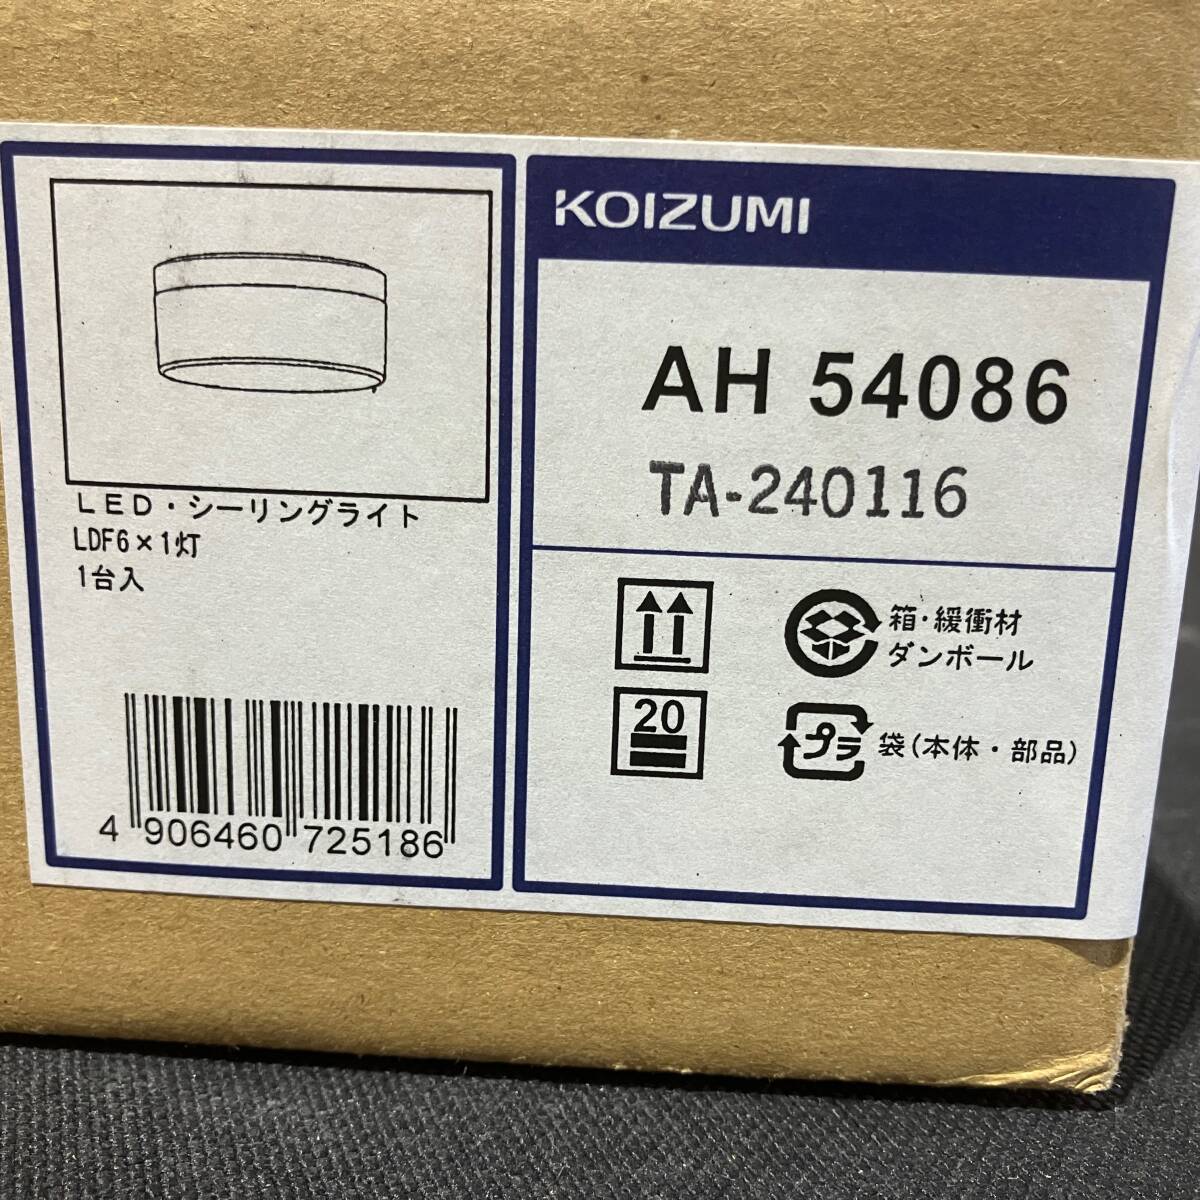 LED・シーリングライト
LDF6×1灯
1台入
4 906460 725186
KOIZUMI
AH 54086
TA-240116
箱・緩衝材
ダンボール
20
プラ
袋(本体・部品)